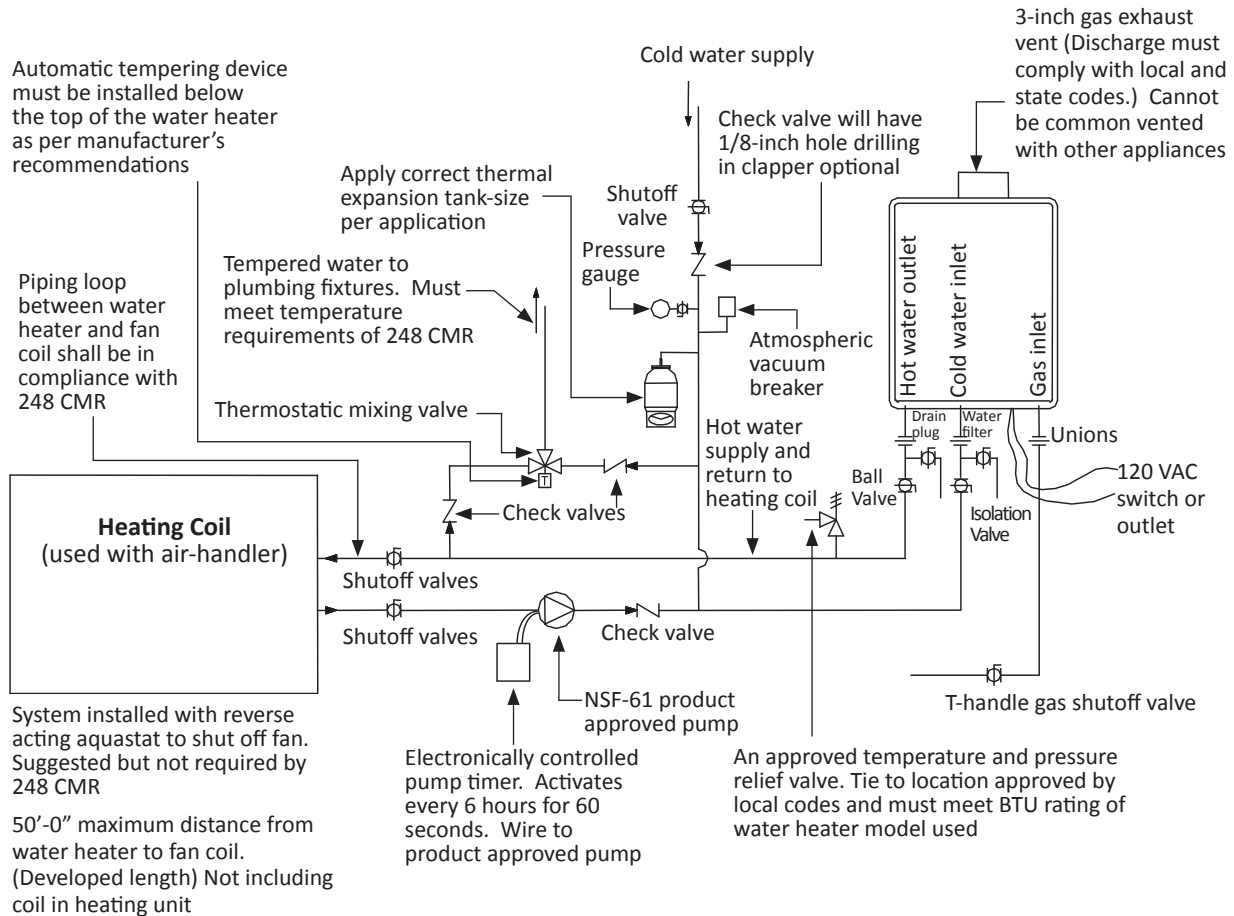 3-inch gas exhaust
vent (Discharge must
comply with local and
state codes.)  Cannot
be common vented
with other appliances
Cold water supply
Automatic tempering device
must be installed below
the top of the water heater
as per manufacturer's
recommendations
Check valve will have
1/8-inch hole drilling
in clapper optional
Apply correct thermal
expansion tank-size
per application
Shutoff
valve
Pressure
gauge
Tempered water to
plumbing fixtures.  Must
meet temperature
requirements of 248 CMR
Piping loop
between water
heater and fan
coil shall be in
compliance with
248 CMR
Atmospheric
vacuum
breaker
Hot water outlet
Cold water inlet
Gas inlet
Thermostatic mixing valve
Drain
plug
Water
filter
Unions
Hot water
supply and
return to
heating coil
Ball
Valve
120 VAC
switch or
outlet
Isolation
Valve
T
Check valves
Heating Coil
(used with air-handler)
Shutoff valves
Shutoff valves
Check valve
NSF-61 product
approved pump
T-handle gas shutoff valve
System installed with reverse
acting aquastat to shut off fan.
Suggested but not required by
248 CMR
Electronically controlled
pump timer.  Activates
every 6 hours for 60
seconds.  Wire to
product approved pump
An approved temperature and pressure
relief valve. Tie to location approved by
local codes and must meet BTU rating of
water heater model used
50'-0" maximum distance from
water heater to fan coil.
(Developed length) Not including
coil in heating unit